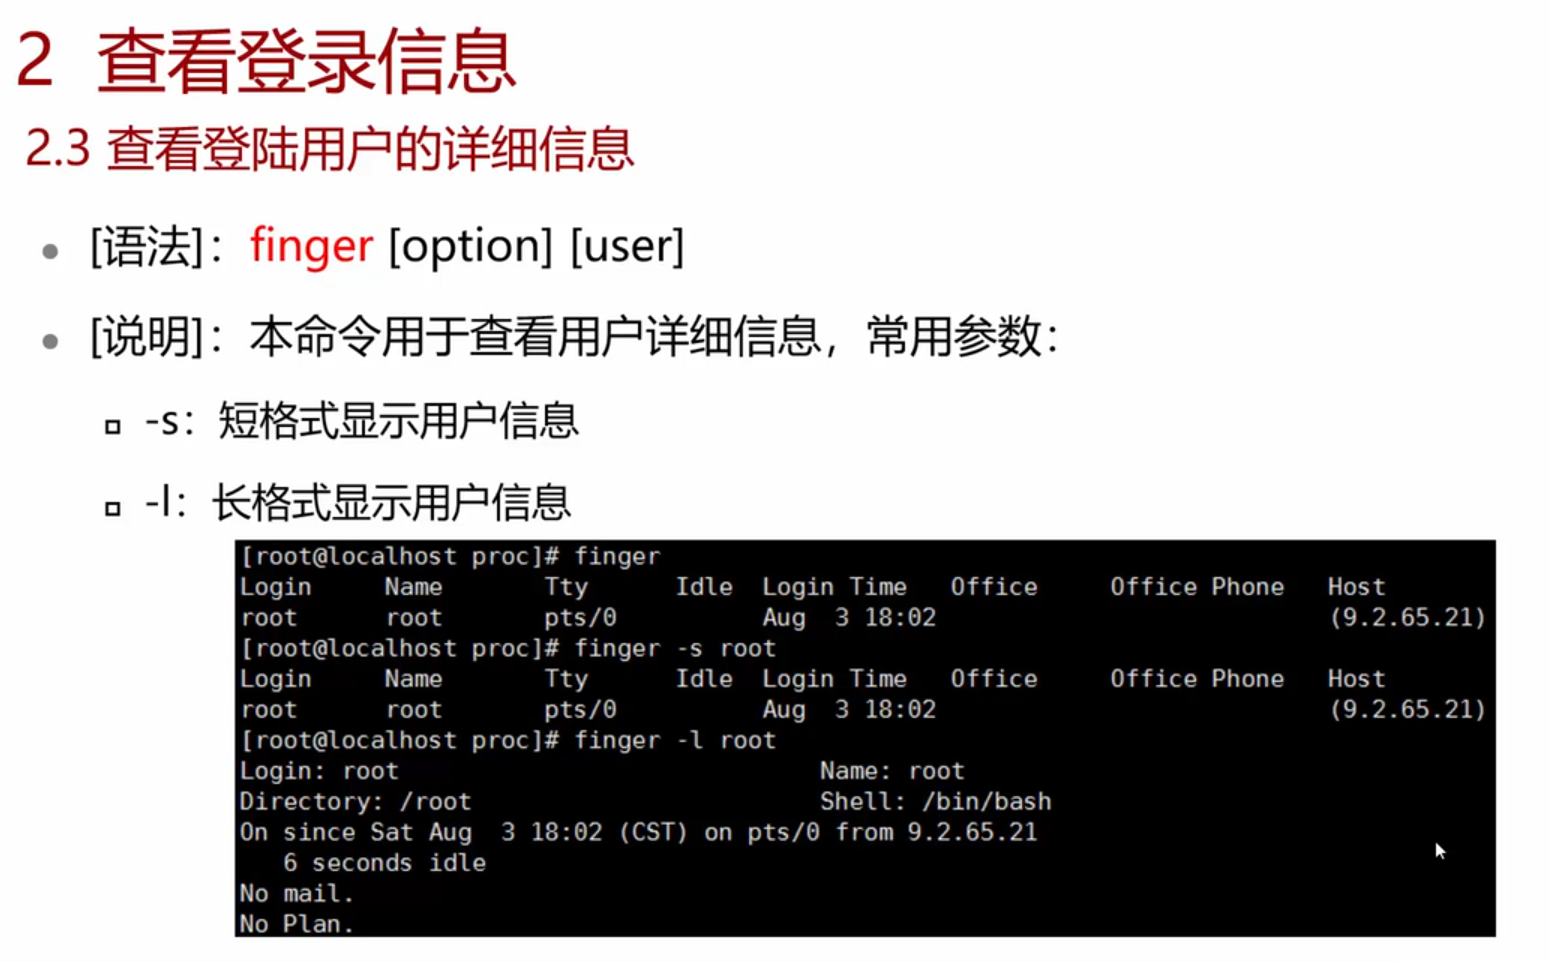 2 查看登录信息
2.3 查看登陆用户的详细信息
[语法]：finger [option] [user]
[说明]：本命令用于查看用户详细信息，常用参数：
-s：短格式显示用户信息
-l：长格式显示用户信息
[root@localhost proc]# finger
Login     Name       Tty      Idle  Login Time   Office     Office Phone   Host
root      root       pts/0          Aug  3 18:02                           (9.2.65.21)
[root@localhost proc]# finger -s root
Login     Name       Tty      Idle  Login Time   Office     Office Phone   Host
root      root       pts/0          Aug  3 18:02                           (9.2.65.21)
[root@localhost proc]# finger -l root
Login: root                             Name: root
Directory: /root                        Shell: /bin/bash
On since Sat Aug  3 18:02 (CST) on pts/0 from 9.2.65.21
   6 seconds idle
No mail.
No Plan.